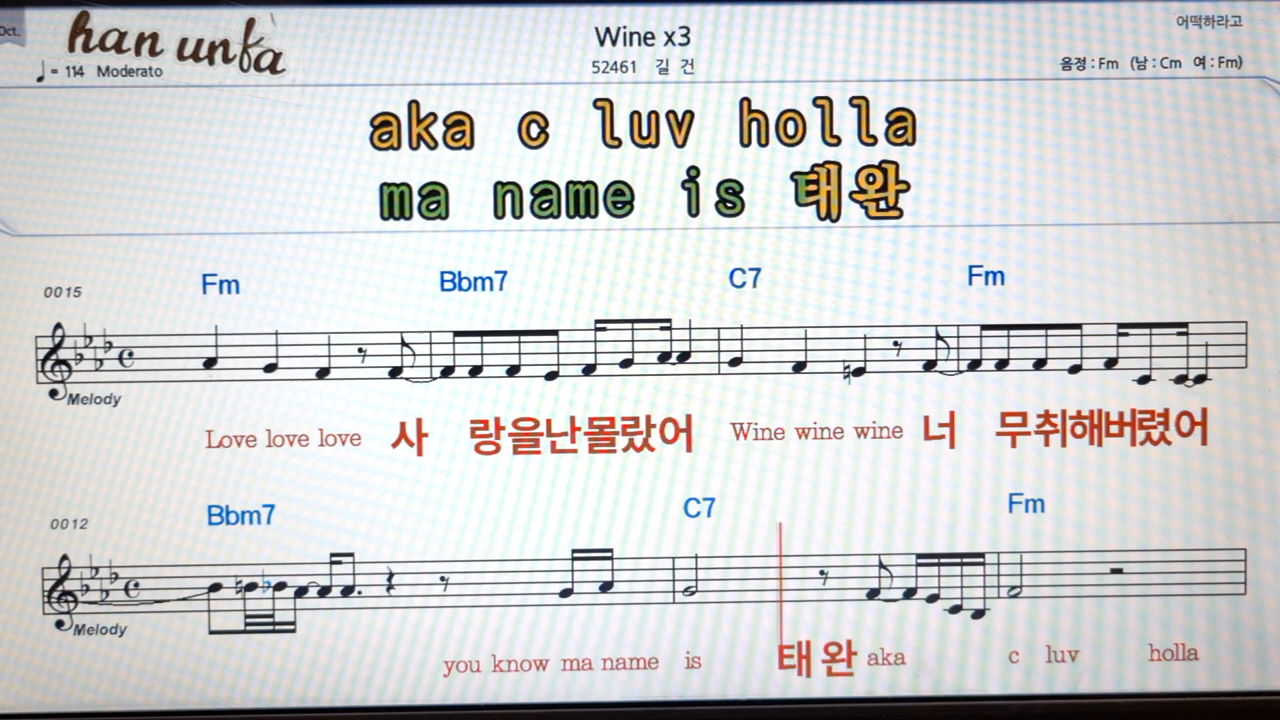 Oct.
han unfa
어떡하라고
Wine x3
♩= 114 Moderato
52461 길 건
음정 : Fm (남 : Cm 여 : Fm)
aka c luv holla
ma name is 태완
Fm Bbm7 C7 Fm
0015
Melody
Love love love 사 랑을난몰랐어 Wine wine wine 너 무취해버렸어
Bbm7 C7 Fm
0012
Melody
you know ma name is 태 완 aka c luv holla